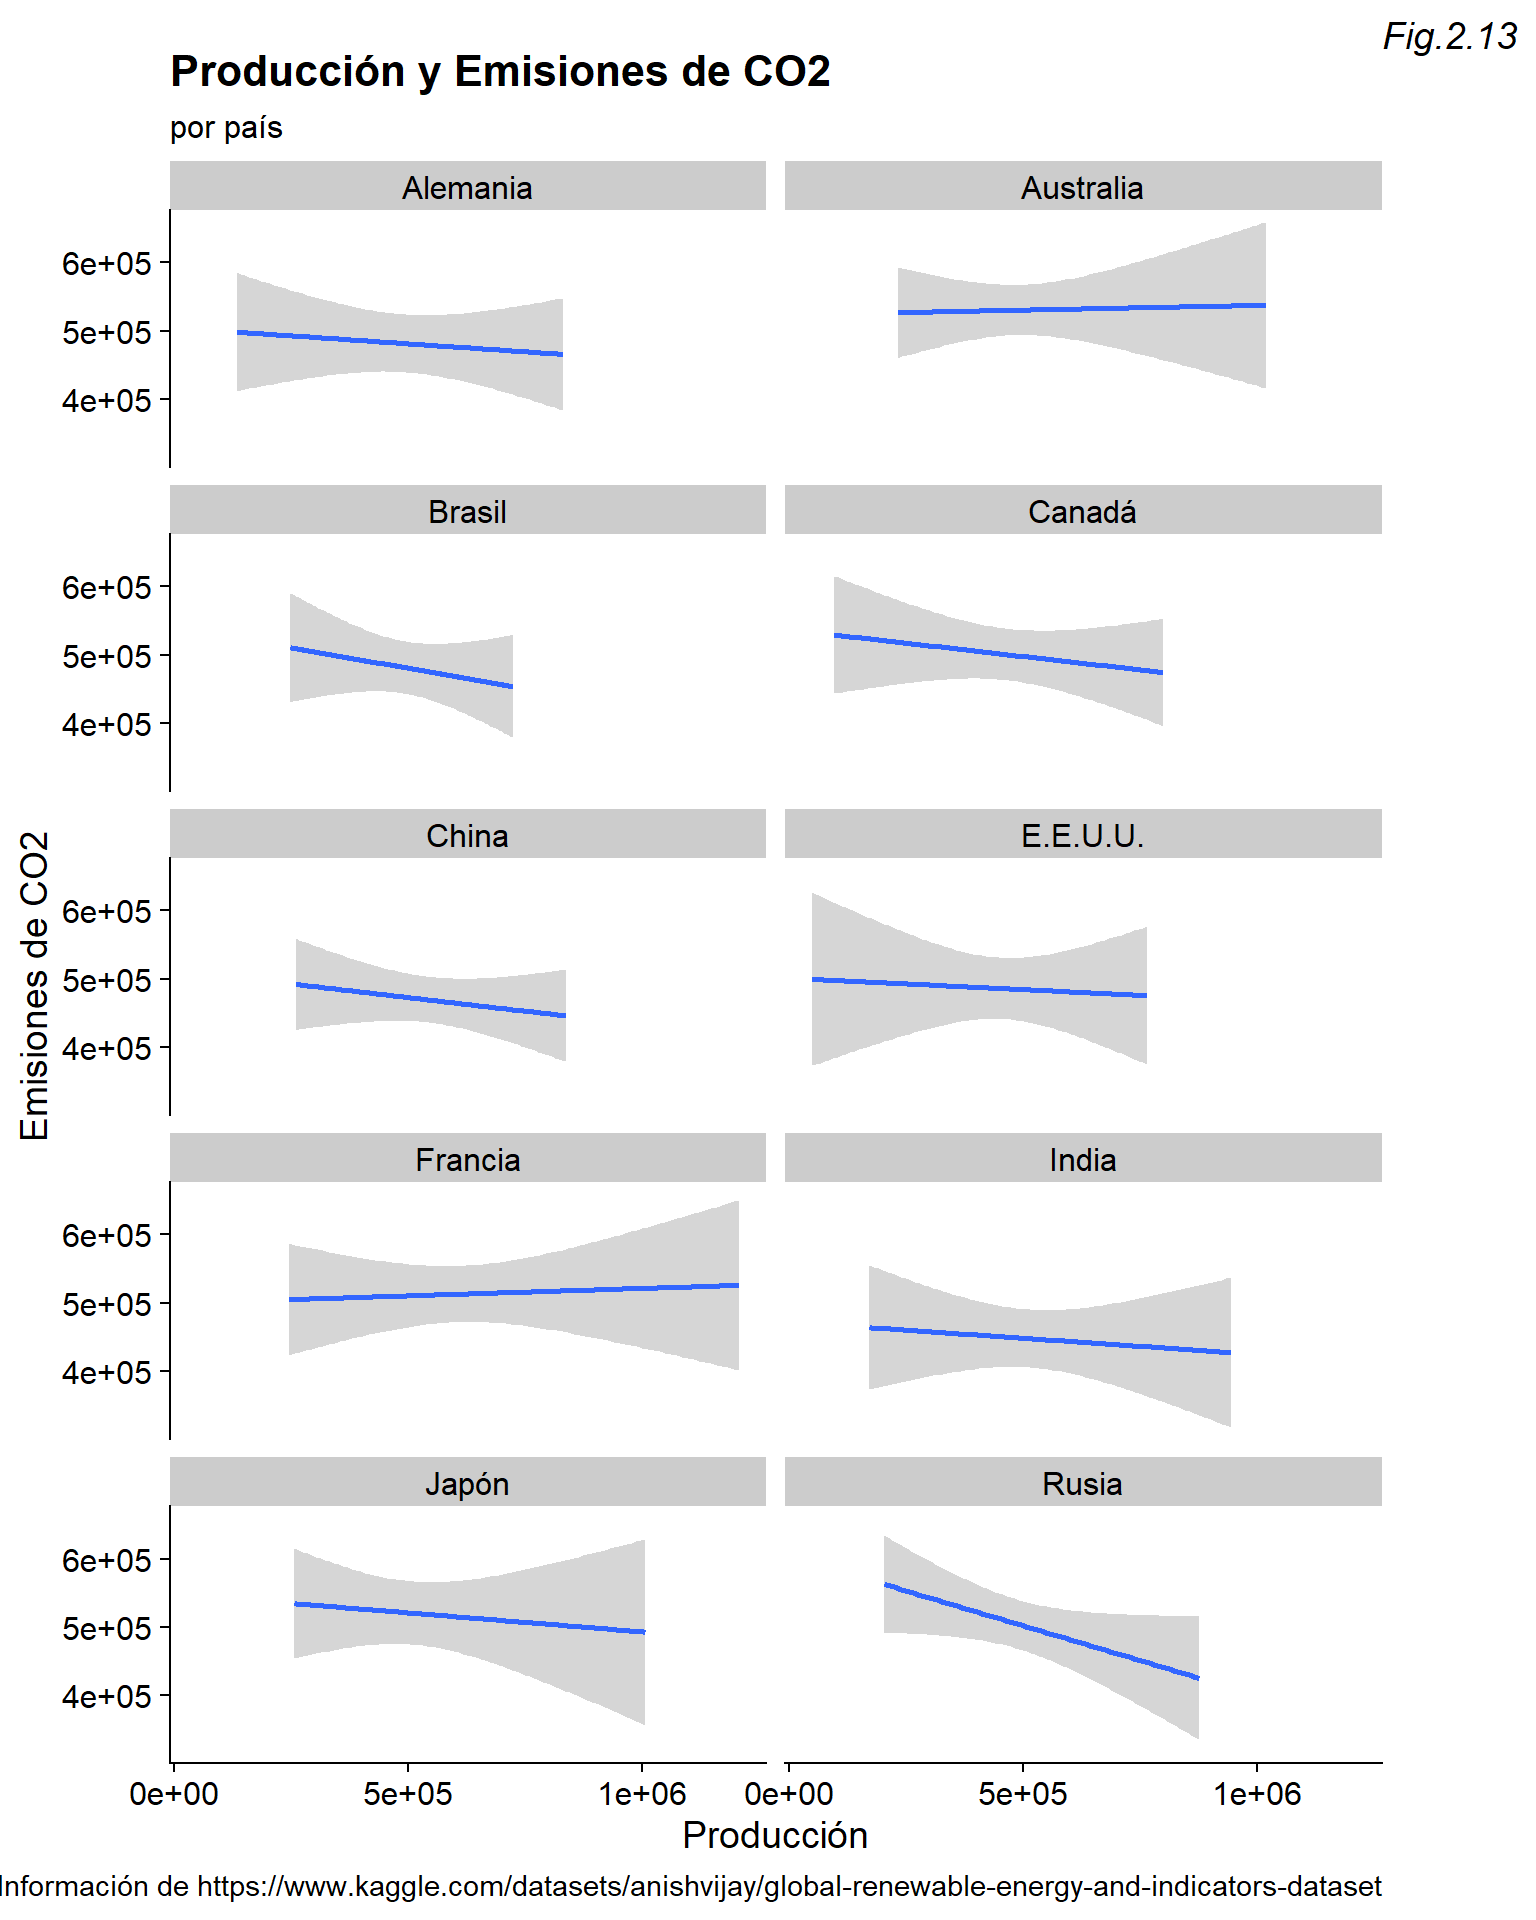 Fig.2.13
Producción y Emisiones de CO2
por país
Alemania
Australia
6e+05
5e+05
4e+05
Brasil
Canadá
6e+05
5e+05
4e+05
China
E.E.U.U.
6e+05
5e+05
4e+05
Emisiones de CO2
Francia
India
6e+05
5e+05
4e+05
Japón
Rusia
6e+05
5e+05
4e+05
0e+00 5e+05 1e+06 0e+00 5e+05 1e+06
Producción
Información de https://www.kaggle.com/datasets/anishvijay/global-renewable-energy-and-indicators-dataset